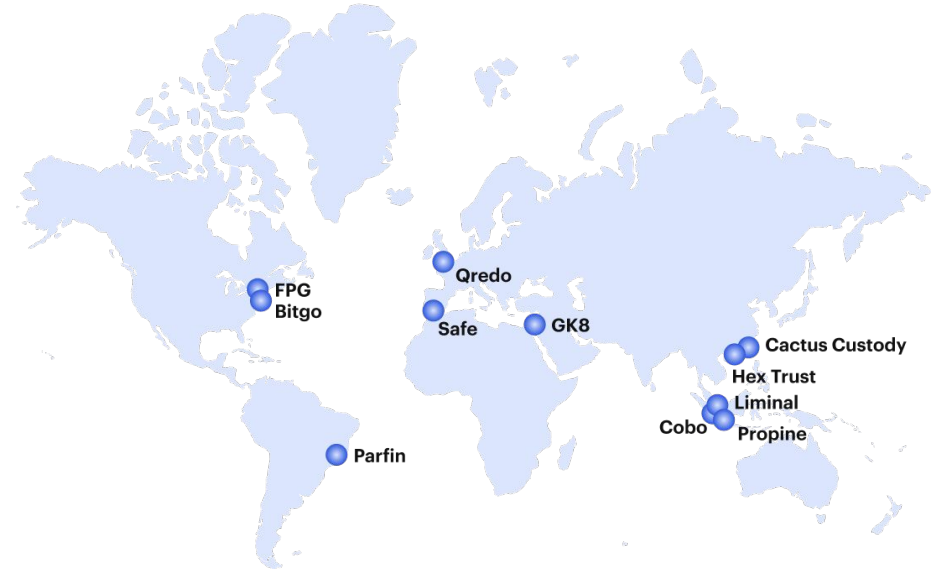 Qredo
FPG
Bitgo
Safe
GK8
Cactus Custody
Hex Trust
Liminal
Cobo
Propine
Parfin